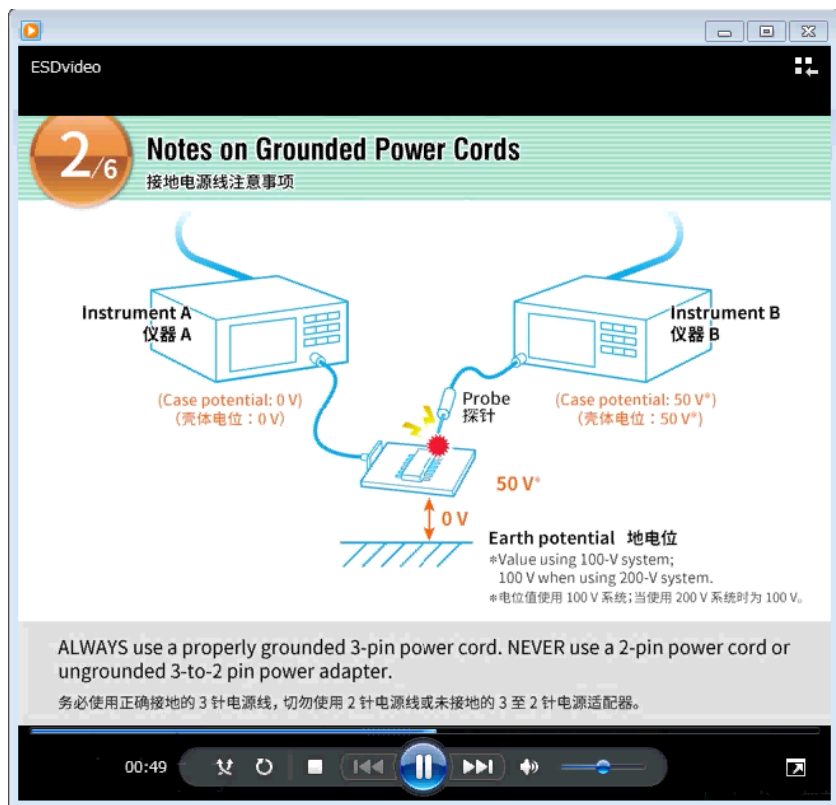 ESDvideo
2/6
Notes on Grounded Power Cords
接地电源线注意事项
Instrument A
仪器 A
Instrument B
仪器 B
(Case potential: 0 V)
（壳体电位：0 V）
Probe
探针
(Case potential: 50 V*)
（壳体电位：50 V*）
50 V*
0 V
Earth potential 地电位
*Value using 100-V system;
100 V when using 200-V system.
*电位值使用 100 V 系统；当使用 200 V 系统时为 100 V。
ALWAYS use a properly grounded 3-pin power cord. NEVER use a 2-pin power cord or
ungrounded 3-to-2 pin power adapter.
务必使用正确接地的 3 针电源线，切勿使用 2 针电源线或未接地的 3 至 2 针电源适配器。
00:49